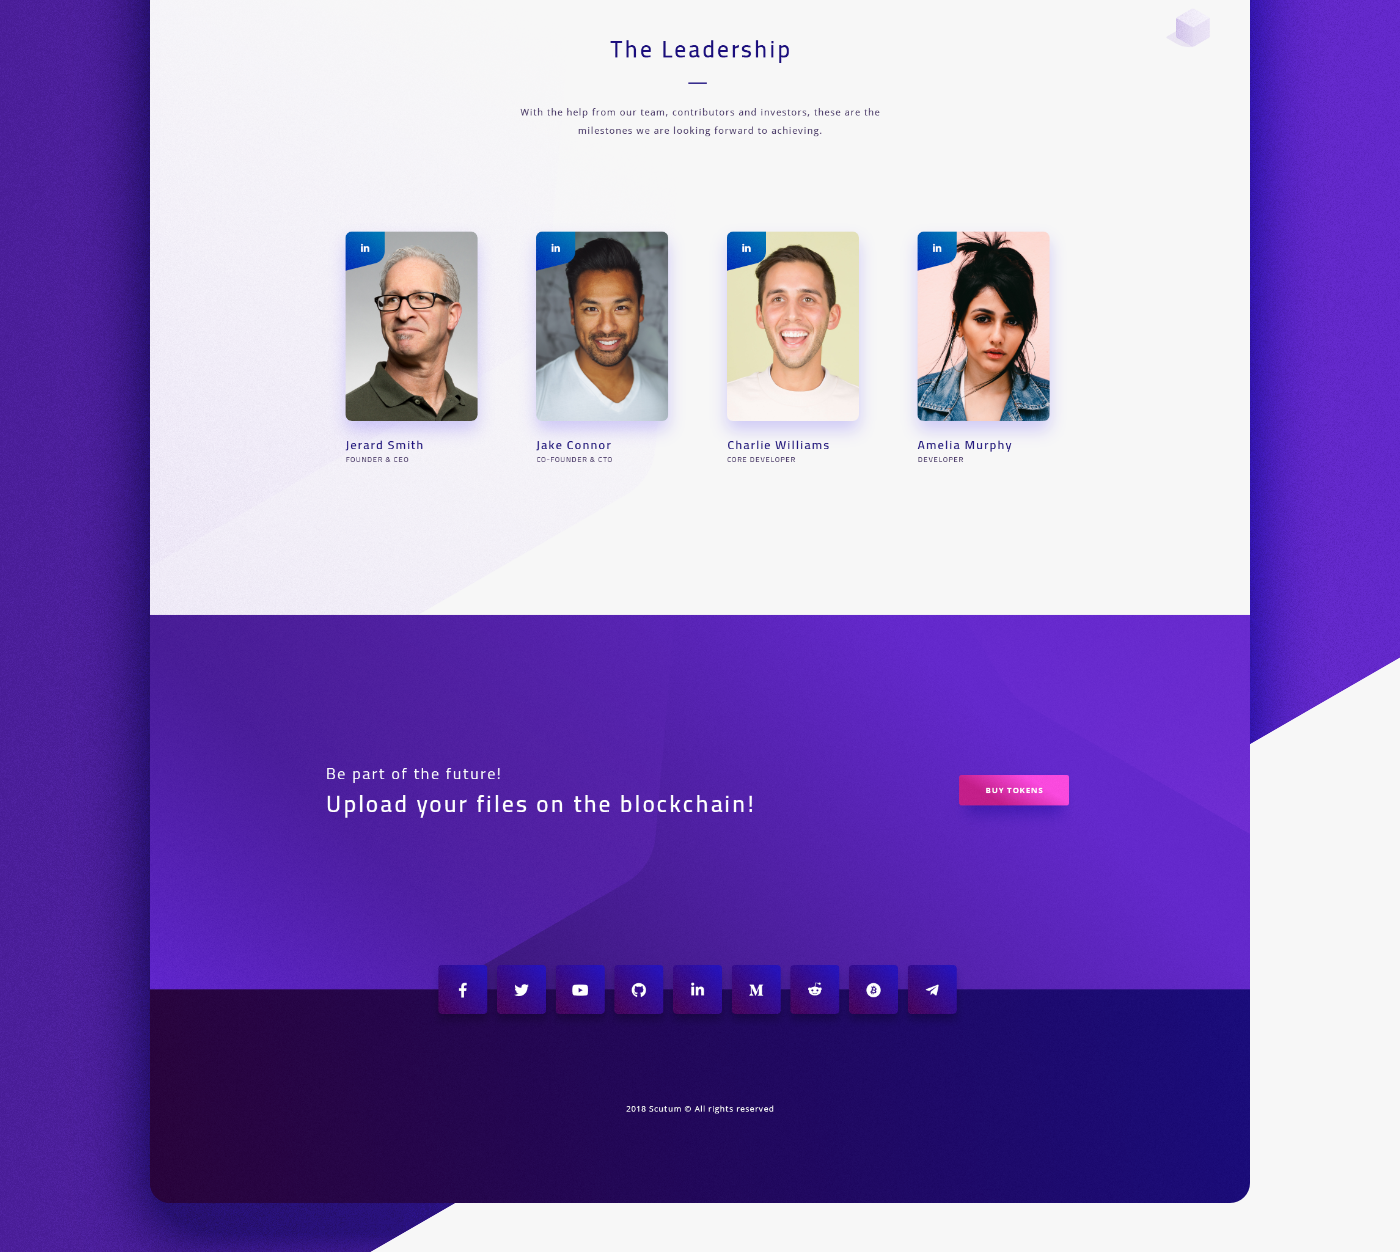 The Leadership
With the help from our team, contributors and investors, these are the
milestones we are looking forward to achieving.
in
in
in
in
Jerard Smith
FOUNDER & CEO
Jake Connor
CO-FOUNDER & CTO
Charlie Williams
CORE DEVELOPER
Amelia Murphy
DEVELOPER
Be part of the future!
Upload your files on the blockchain!
BUY TOKENS
in
M
2018 Scutum © All rights reserved